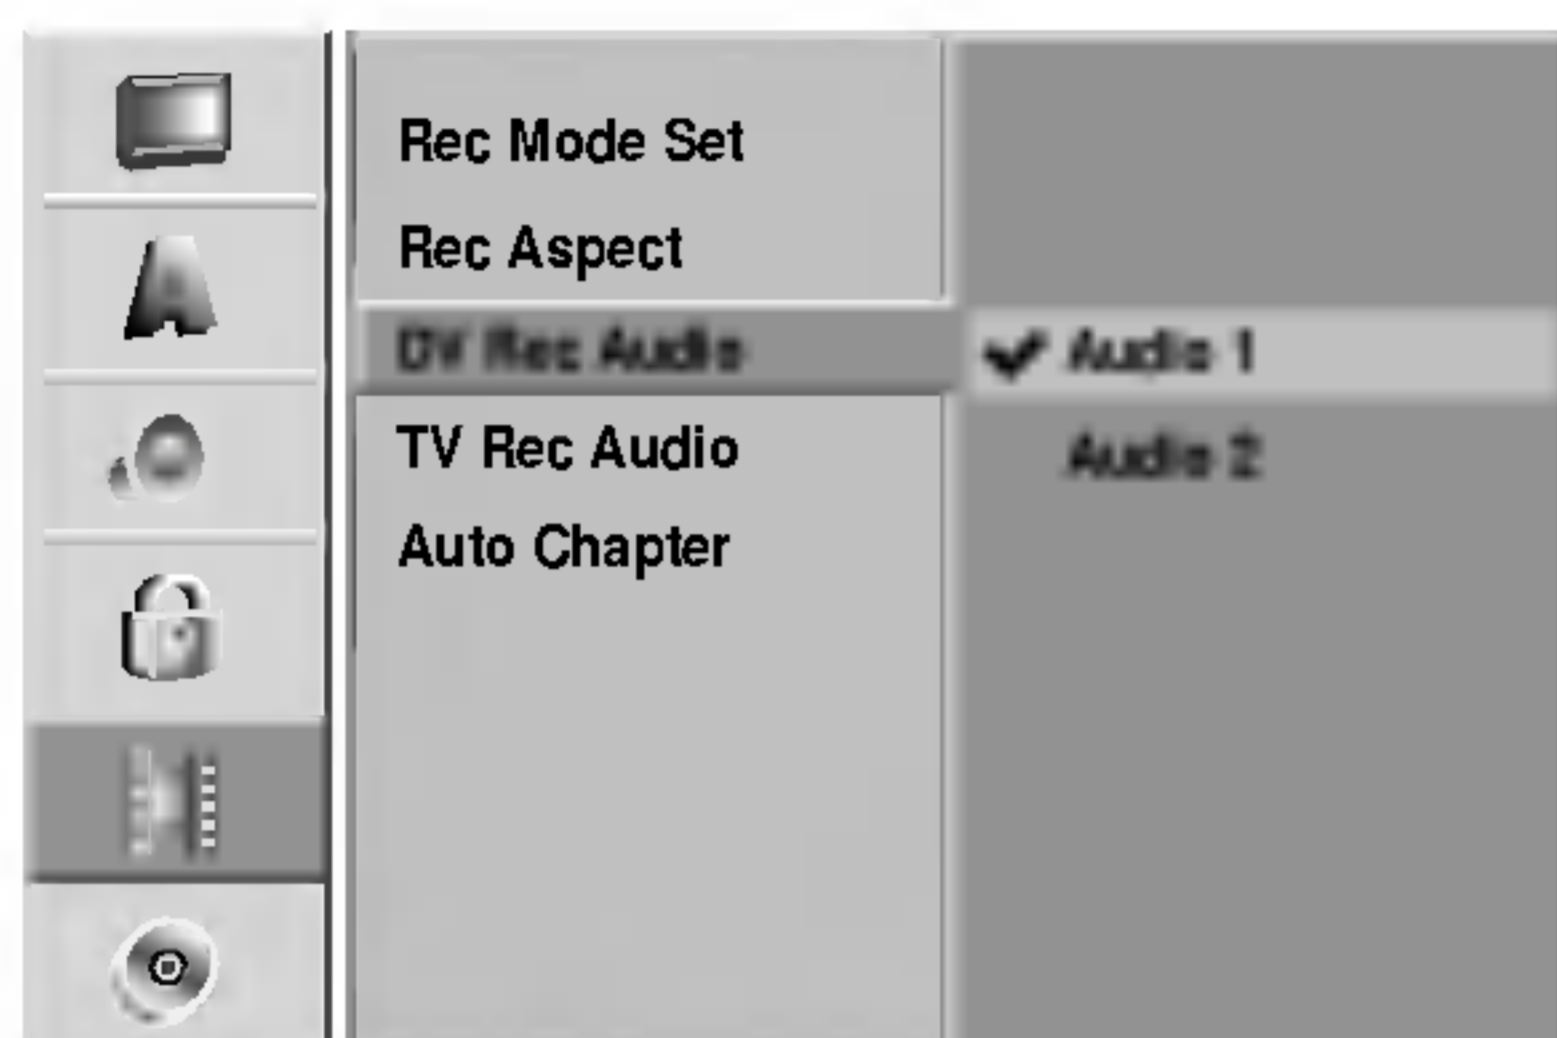 Rec Mode Set
Rec Aspect
DV Rec Audio
Audio 1
TV Rec Audio
Audio 2
Auto Chapter